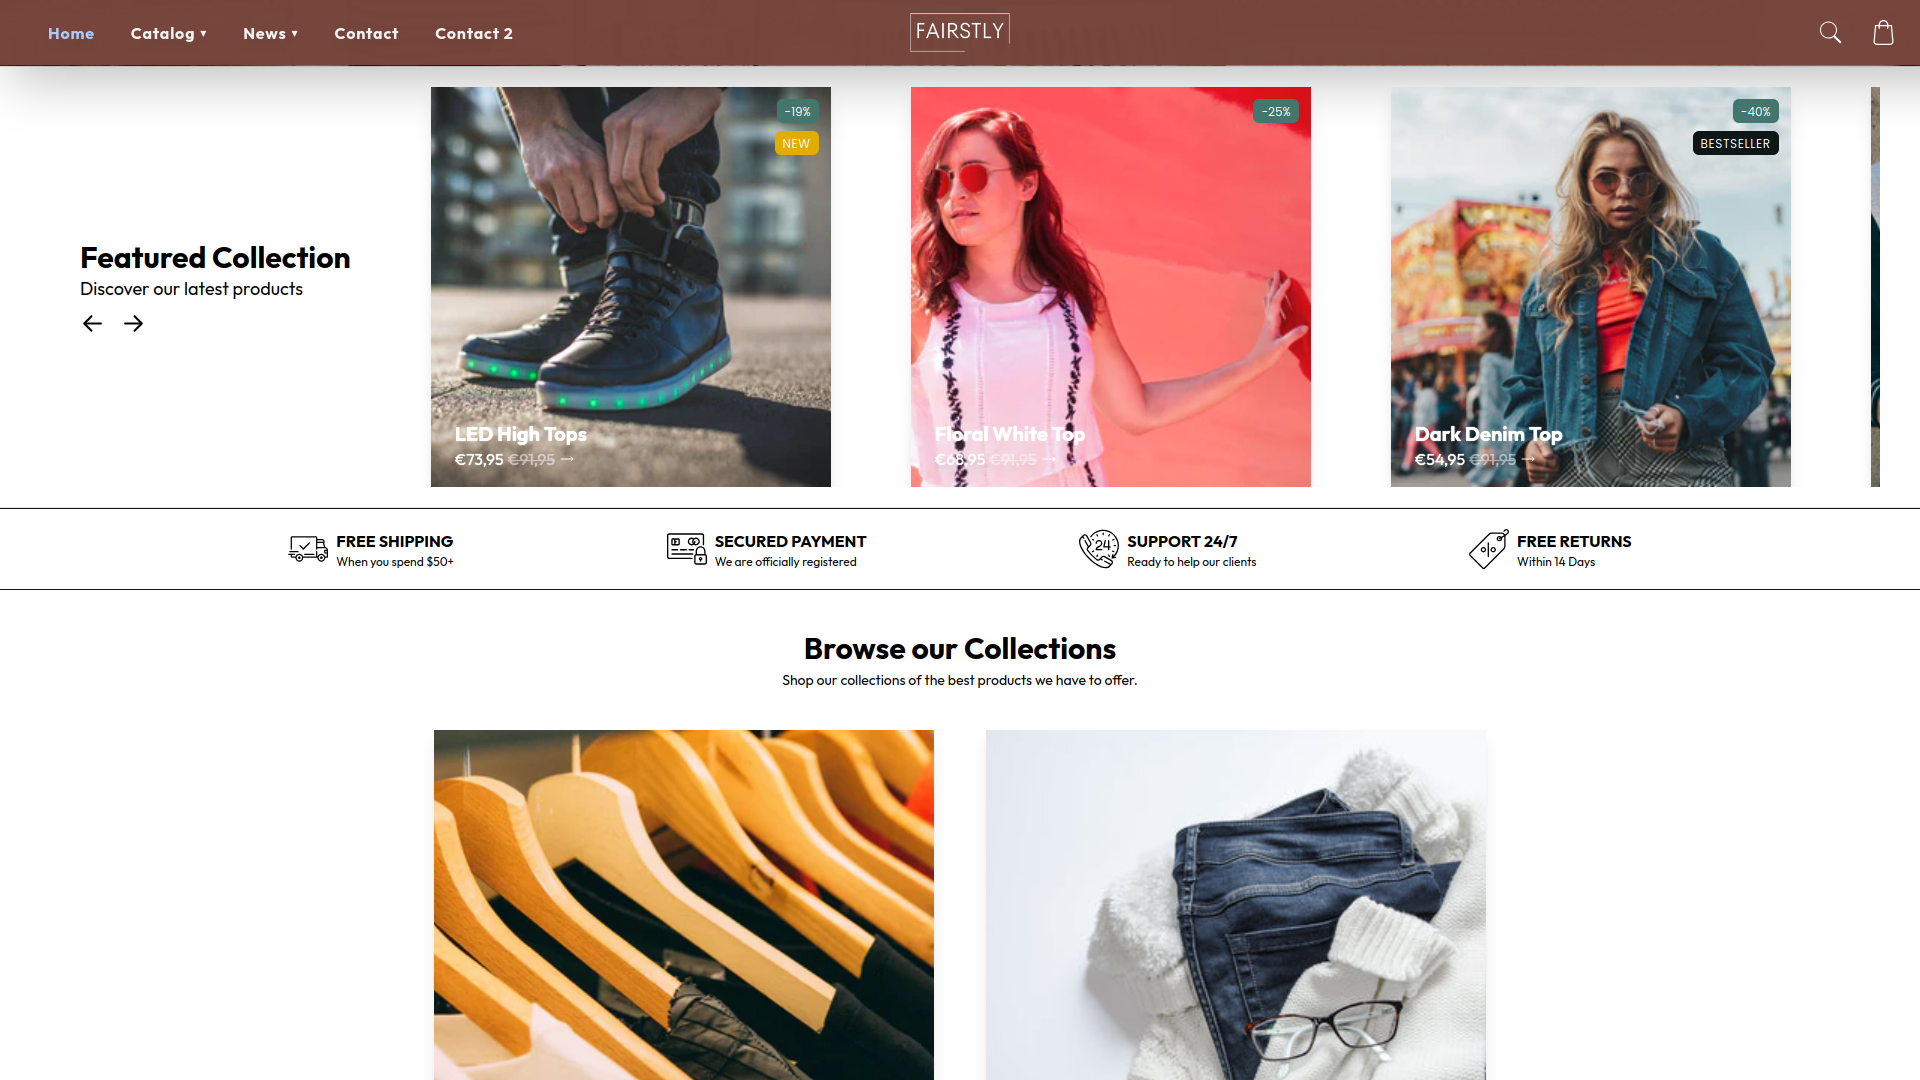 Home
Catalog ▾
News ▾
Contact
Contact 2
FAIRSTLY
Featured Collection
Discover our latest products
-19%
NEW
LED High Tops
€73,95 €91,95 →
-25%
Floral White Top
€68,95 €91,95 →
-40%
BESTSELLER
Dark Denim Top
€54,95 €91,95 →
FREE SHIPPING
When you spend $50+
SECURED PAYMENT
We are officially registered
24
SUPPORT 24/7
Ready to help our clients
FREE RETURNS
Within 14 Days
Browse our Collections
Shop our collections of the best products we have to offer.